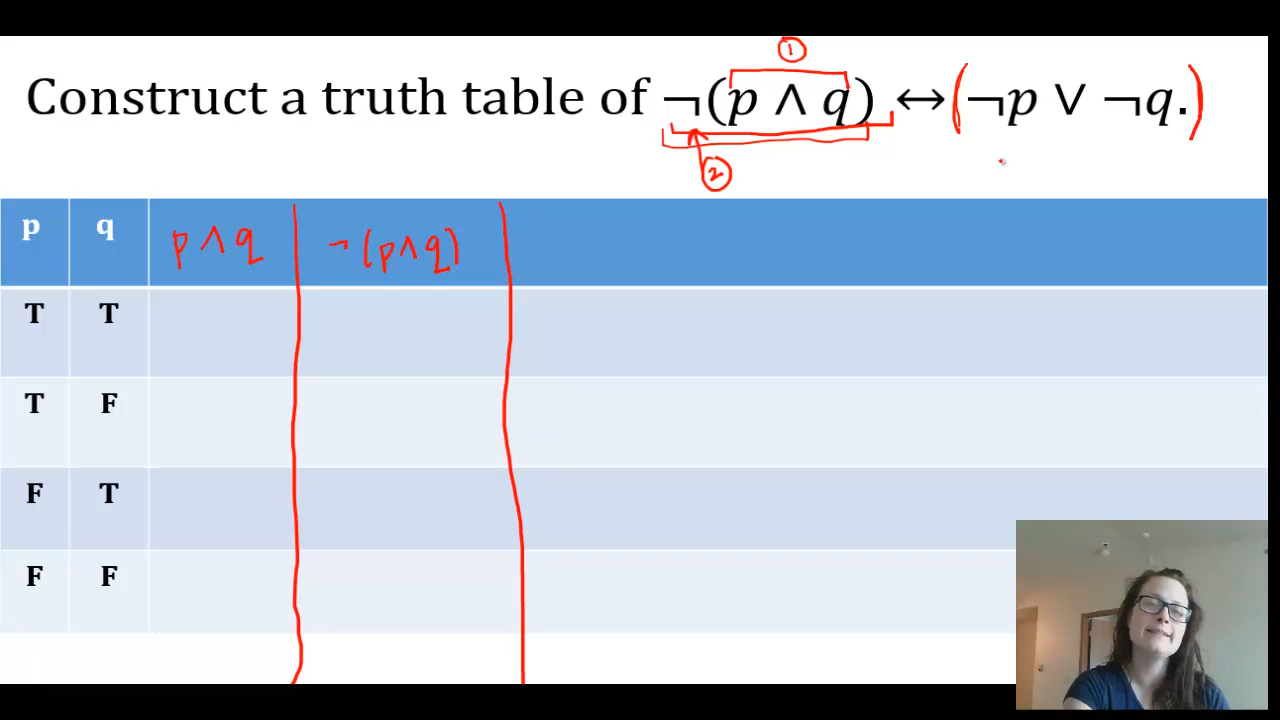 ①
Construct a truth table of ¬(p ∧ q) ↔ (¬p ∨ ¬q.)
②
p q p ∧ q ¬(p∧q)
T T
T F
F T
F F